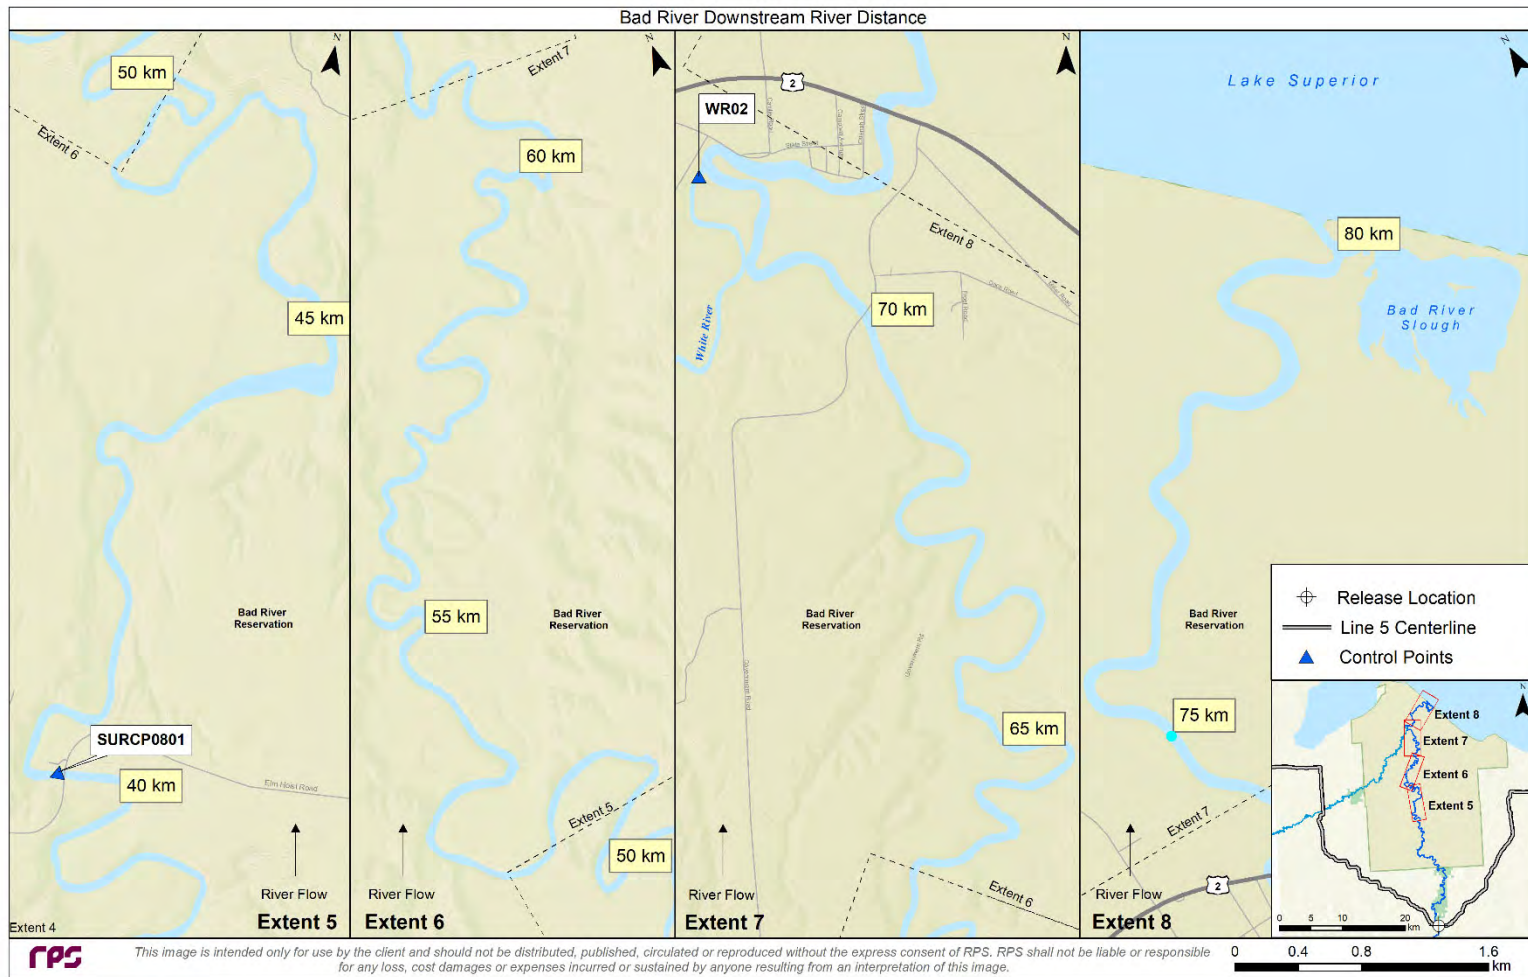 Bad River Downstream River Distance
50 km
Extent 6
45 km
Bad River
Reservation
SURCP0801
40 km
Elm Hoist Road
River Flow
Extent 4
Extent 5
N
Extent 7
60 km
55 km
Bad River
Reservation
Extent 5
50 km
River Flow
Extent 6
N
2
WR02
Extent 8
70 km
White River
Bad River
Reservation
Government Road
65 km
River Flow
Extent 6
Extent 7
N
Lake Superior
80 km
Bad River
Slough
Bad River
Reservation
75 km
Extent 7
River Flow
2
Extent 8
N
Release Location
Line 5 Centerline
Control Points
N
Extent 8
Extent 7
Extent 6
Extent 5
0 5 10 20
km
rps
This image is intended only for use by the client and should not be distributed, published, circulated or reproduced without the express consent of RPS. RPS shall not be liable or responsible
for any loss, cost damages or expenses incurred or sustained by anyone resulting from an interpretation of this image.
0 0.4 0.8 1.6
km